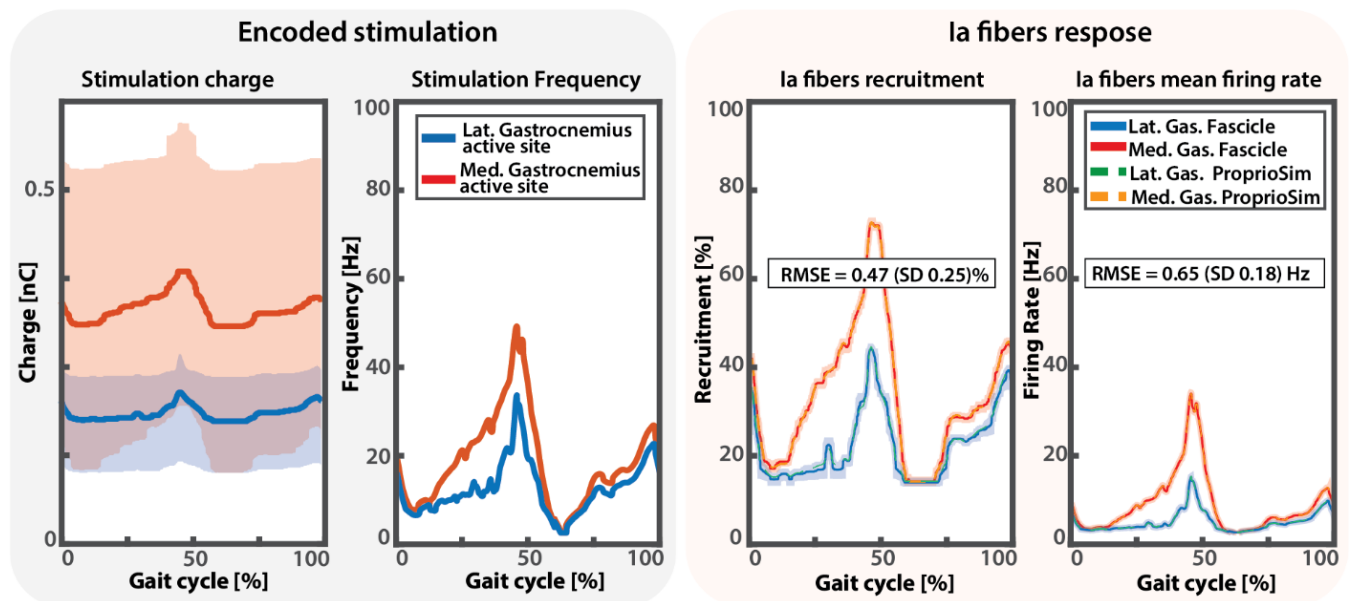 Encoded stimulation
Stimulation charge
Charge [nC]
0.5
0
0
50
100
Gait cycle [%]
Stimulation Frequency
Frequency [Hz]
100
80
60
40
20
0
0
50
100
Gait cycle [%]
Lat. Gastrocnemius
active site
Med. Gastrocnemius
active site
Ia fibers respose
Ia fibers recruitment
Recruitment [%]
100
80
60
40
20
0
0
50
100
Gait cycle [%]
RMSE = 0.47 (SD 0.25)%
Ia fibers mean firing rate
Firing Rate [Hz]
100
80
60
40
20
0
0
50
100
Gait cycle [%]
Lat. Gas. Fascicle
Med. Gas. Fascicle
Lat. Gas. ProprioSim
Med. Gas. ProprioSim
RMSE = 0.65 (SD 0.18) Hz